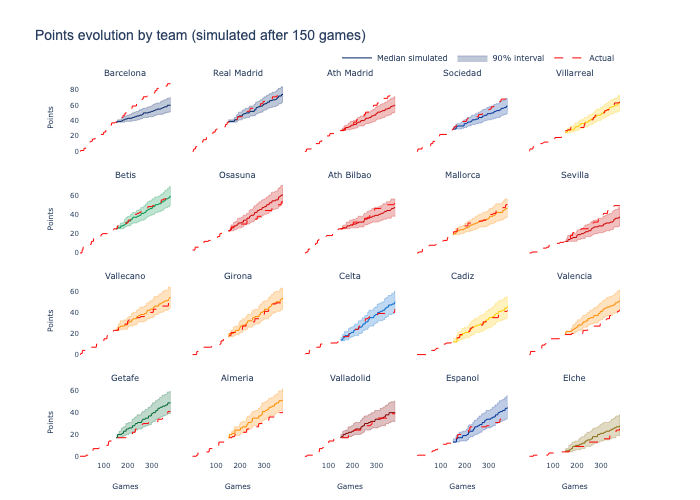 Points evolution by team (simulated after 150 games)
Median simulated 90% interval Actual
Barcelona Real Madrid Ath Madrid Sociedad Villarreal
80
60
40
20
0
Points
Betis Osasuna Ath Bilbao Mallorca Sevilla
60
40
20
0
Points
Vallecano Girona Celta Cadiz Valencia
60
40
20
0
Points
Getafe Almeria Valladolid Espanol Elche
60
40
20
0
Points
100 200 300 100 200 300 100 200 300 100 200 300 100 200 300
Games Games Games Games Games